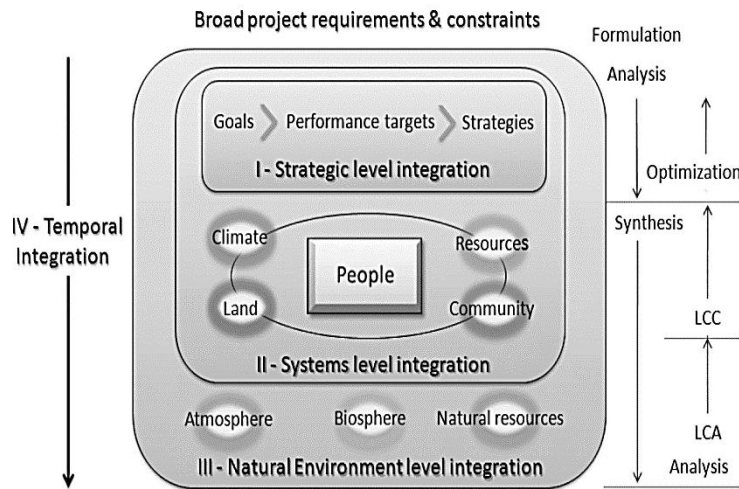 Broad project requirements & constraints
Formulation
Analysis
Goals Performance targets Strategies
I - Strategic level integration
Optimization
IV - Temporal
Integration
Synthesis
Climate
Resources
People
Land
Community
LCC
II - Systems level integration
Atmosphere
Biosphere
Natural resources
LCA
Analysis
III - Natural Environment level integration